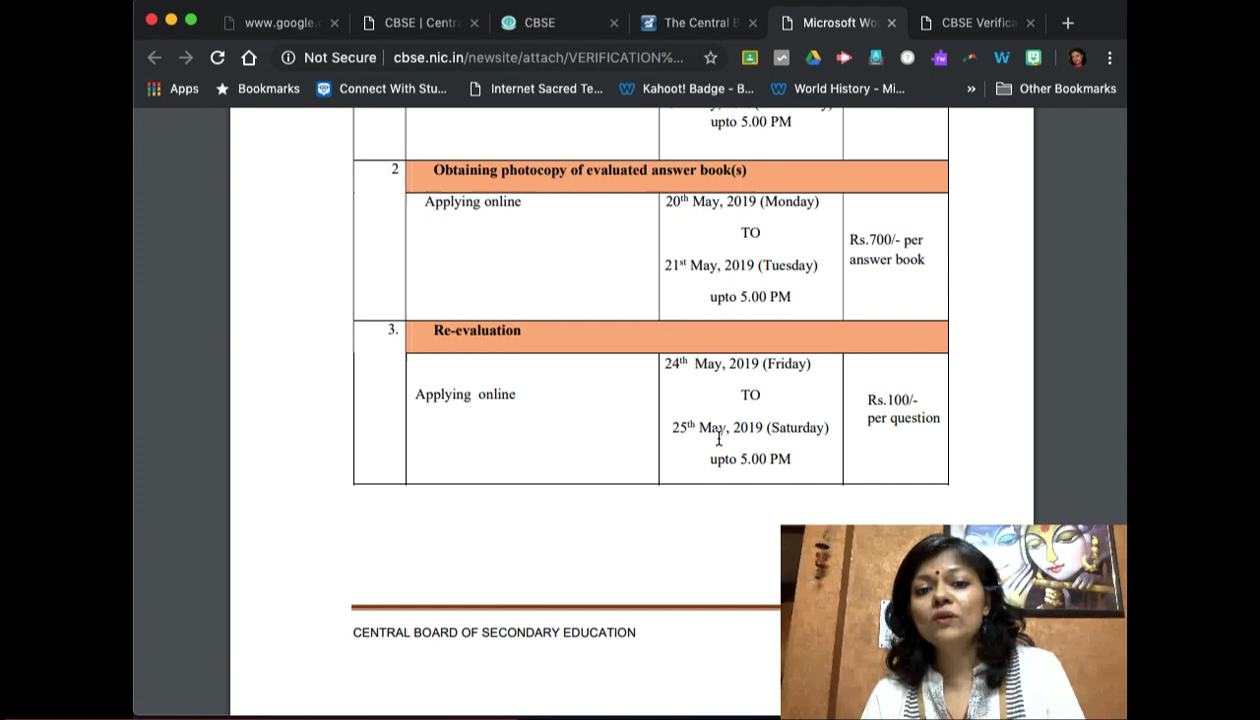 www.google.
CBSE | Centr
CBSE
The Central B
Microsoft Wo
CBSE Verifica
Not Secure
cbse.nic.in/newsite/attach/VERIFICATION%...
Apps
Bookmarks
Connect With Stu...
Internet Sacred Te...
Kahoot! Badge - B...
World History - Mi...
»
Other Bookmarks
upto 5.00 PM
2
Obtaining photocopy of evaluated answer book(s)
Applying online
20th May, 2019 (Monday)
TO
21st May, 2019 (Tuesday)
upto 5.00 PM
Rs.700/- per
answer book
3.
Re-evaluation
Applying online
24th May, 2019 (Friday)
TO
25th May, 2019 (Saturday)
upto 5.00 PM
Rs.100/-
per question
CENTRAL BOARD OF SECONDARY EDUCATION